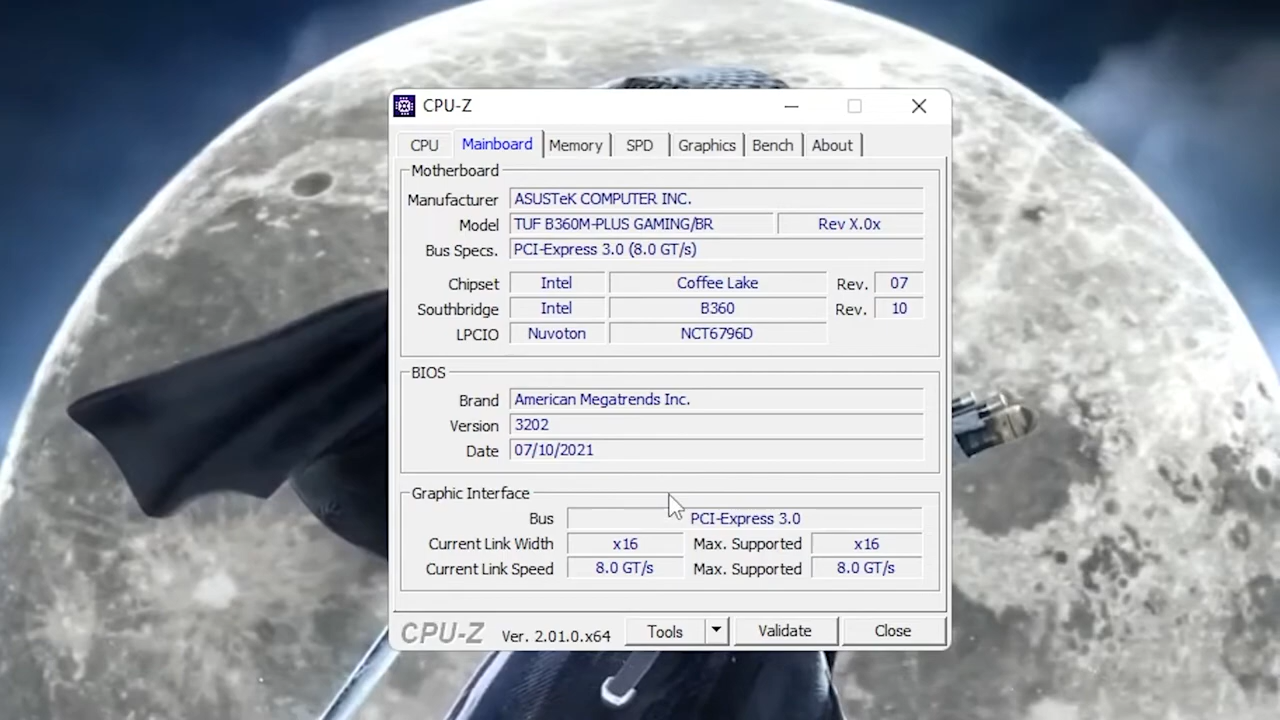 CPU-Z
CPU Mainboard Memory SPD Graphics Bench About
Motherboard
Manufacturer ASUSTeK COMPUTER INC.
Model TUF B360M-PLUS GAMING/BR Rev X.0x
Bus Specs. PCI-Express 3.0 (8.0 GT/s)
Chipset Intel Coffee Lake Rev. 07
Southbridge Intel B360 Rev. 10
LPCIO Nuvoton NCT6796D
BIOS
Brand American Megatrends Inc.
Version 3202
Date 07/10/2021
Graphic Interface
Bus PCI-Express 3.0
Current Link Width x16 Max. Supported x16
Current Link Speed 8.0 GT/s Max. Supported 8.0 GT/s
CPU-Z Ver. 2.01.0.x64 Tools Validate Close